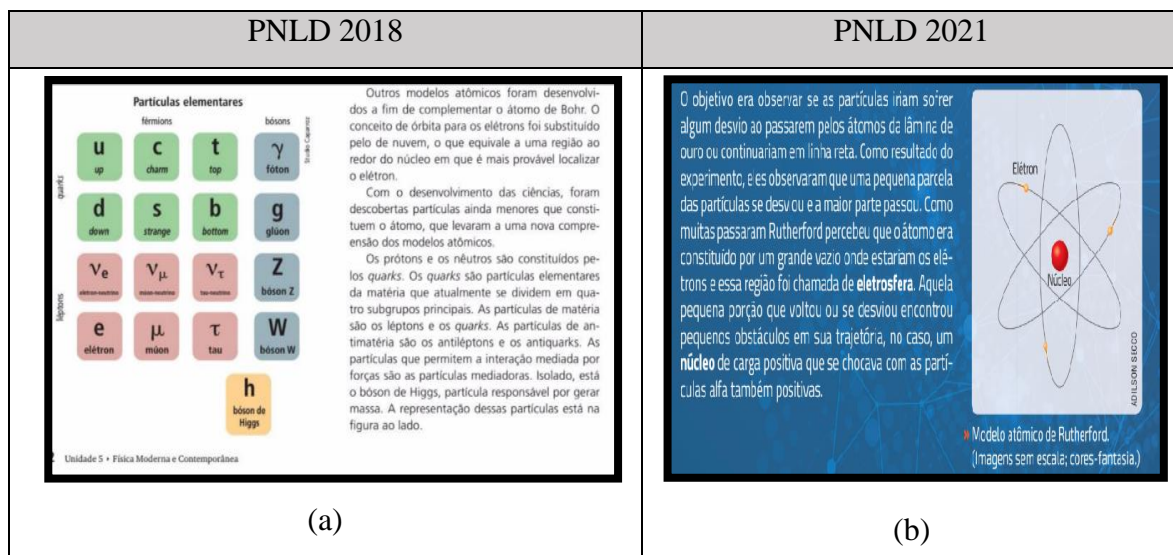 PNLD 2018
PNLD 2021
Partículas elementares
férmions
bósons
quarks
léptons
u
up
c
charm
t
top
γ
fóton
d
down
s
strange
b
bottom
g
glúon
νe
elétron-neutrino
νμ
múon-neutrino
ντ
tau-neutrino
Z
bóson Z
e
elétron
μ
múon
τ
tau
W
bóson W
h
bóson de
Higgs
Studio Caparroz
Outros modelos atômicos foram desenvolvi-
dos a fim de complementar o átomo de Bohr. O
conceito de órbita para os elétrons foi substituído
pelo de nuvem, o que equivale a uma região ao
redor do núcleo em que é mais provável localizar
o elétron.
Com o desenvolvimento das ciências, foram
descobertas partículas ainda menores que consti-
tuem o átomo, que levaram a uma nova compre-
ensão dos modelos atômicos.
Os prótons e os nêutros são constituídos pe-
los quarks. Os quarks são partículas elementares
da matéria que atualmente se dividem em qua-
tro subgrupos principais. As partículas de matéria
são os léptons e os quarks. As partículas de an-
timatéria são os antiléptons e os antiquarks. As
partículas que permitem a interação mediada por
forças são as partículas mediadoras. Isolado, está
o bóson de Higgs, partícula responsável por gerar
massa. A representação dessas partículas está na
figura ao lado.
Unidade 5 • Física Moderna e Contemporânea
(a)
O objetivo era observar se as partículas iriam sofrer
algum desvio ao passarem pelos átomos da lâmina de
ouro ou continuariam em linha reta. Como resultado do
experimento, eles observaram que uma pequena parcela
das partículas se desviou e a maior parte passou. Como
muitas passaram Rutherford percebeu que o átomo era
constituído por um grande vazio onde estariam os elé-
trons e essa região foi chamada de eletrosfera. Aquela
pequena porção que voltou ou se desviou encontrou
pequenos obstáculos em sua trajetória, no caso, um
núcleo de carga positiva que se chocava com as partí-
culas alfa também positivas.
Elétron
Núcleo
ADILSON SECCO
» Modelo atômico de Rutherford.
(Imagens sem escala; cores-fantasia.)
(b)